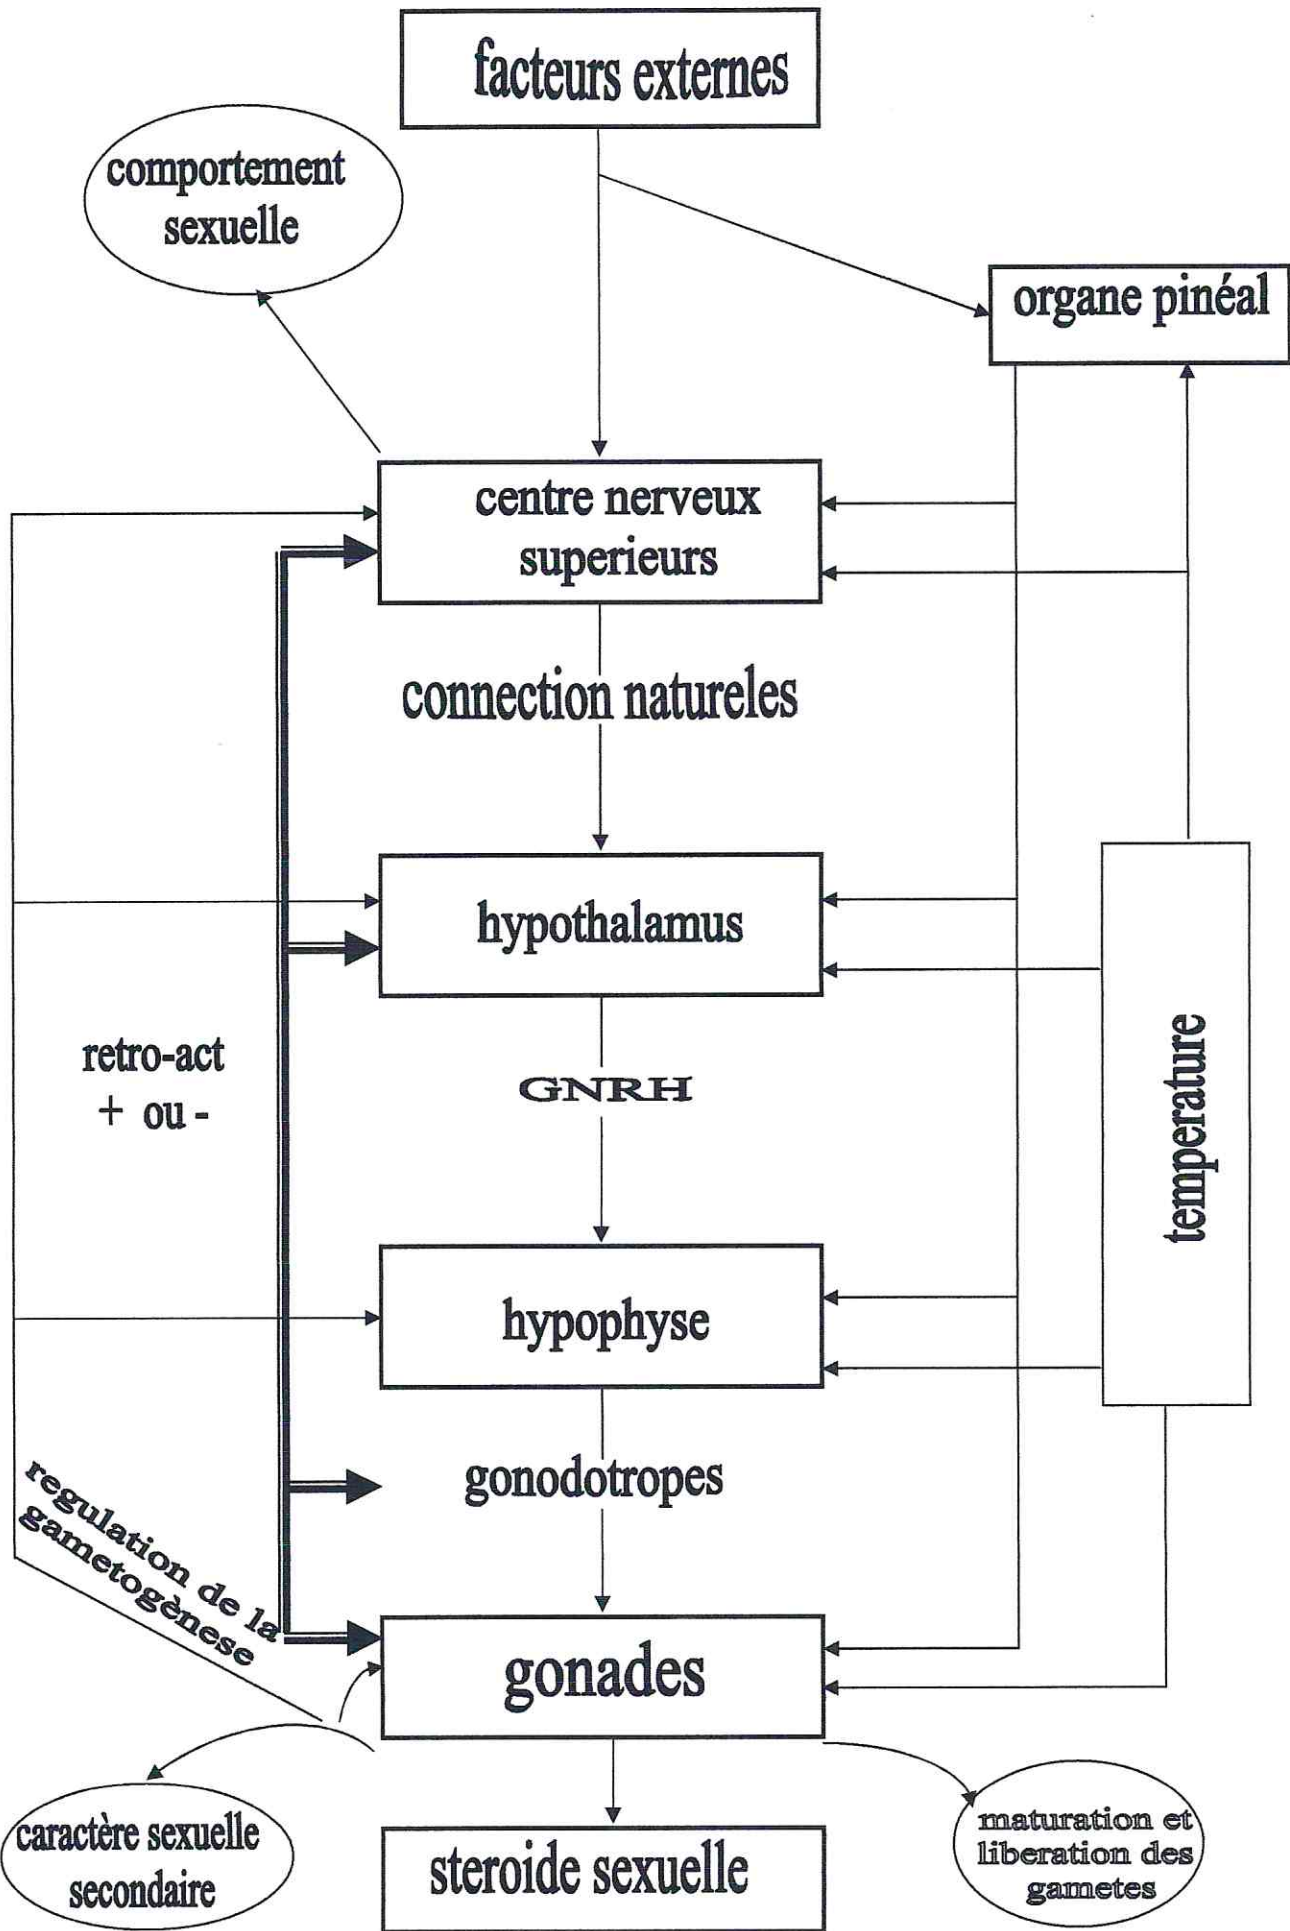 facteurs externes
comportement
sexuelle
organe pinéal
centre nerveux
superieurs
connection natureles
hypothalamus
retro-act
+ ou -
GNRH
temperature
hypophyse
gonodotropes
regulation de la
gametogènese
gonades
caractère sexuelle
secondaire
steroide sexuelle
maturation et
liberation des
gametes